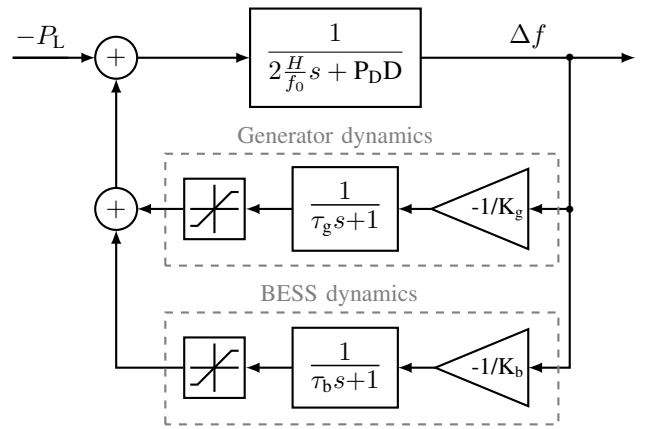 −P_L
+
1
2 H/f_0 s + P_D D
Δf
Generator dynamics
+
1
τ_g s+1
-1/K_g
BESS dynamics
1
τ_b s+1
-1/K_b